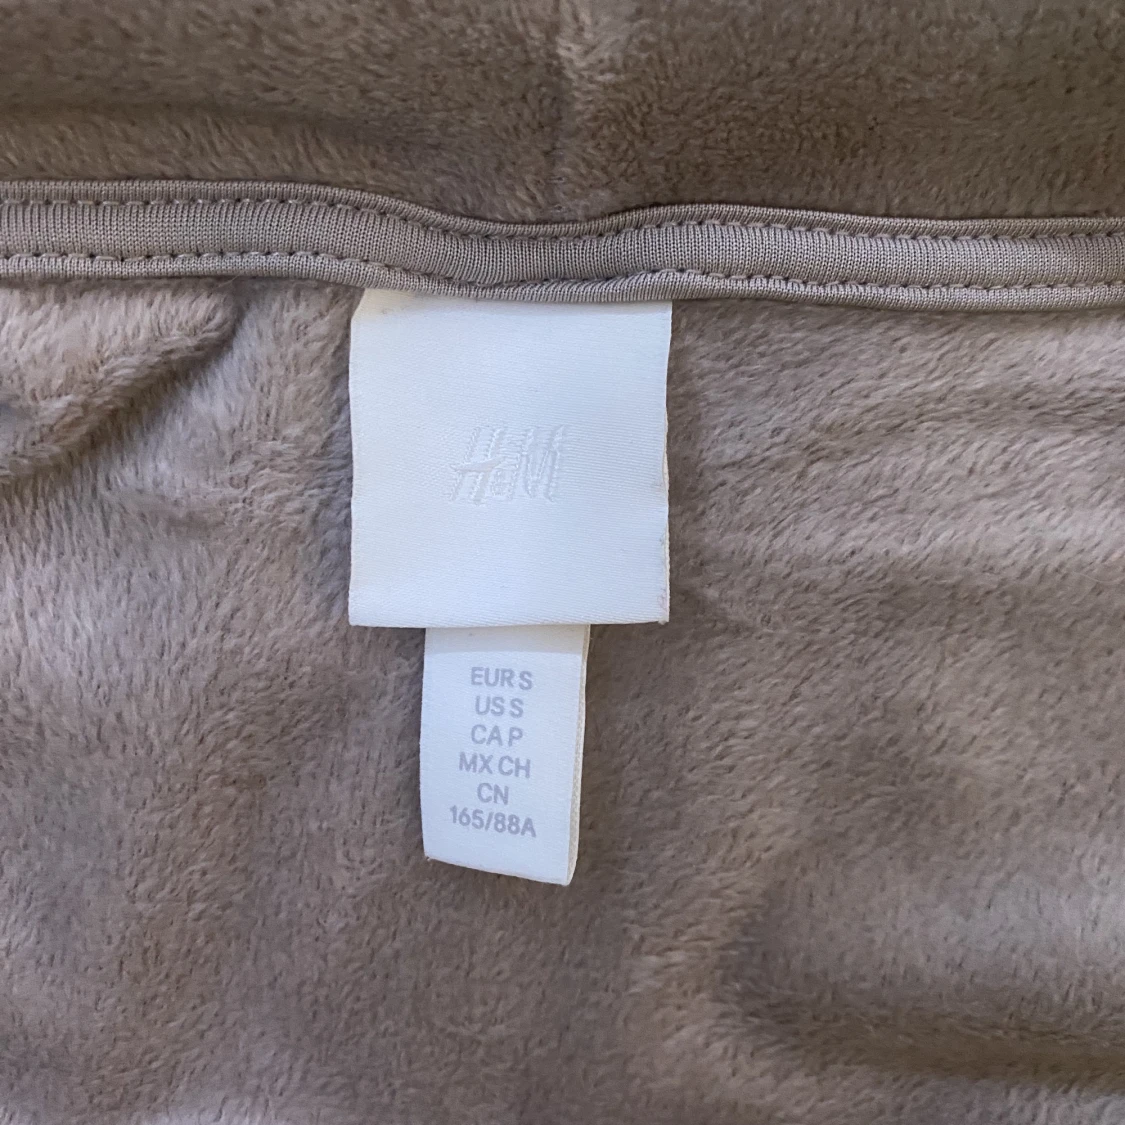 H&M
EUR S
US S
CA P
MX CH
CN
165/88A